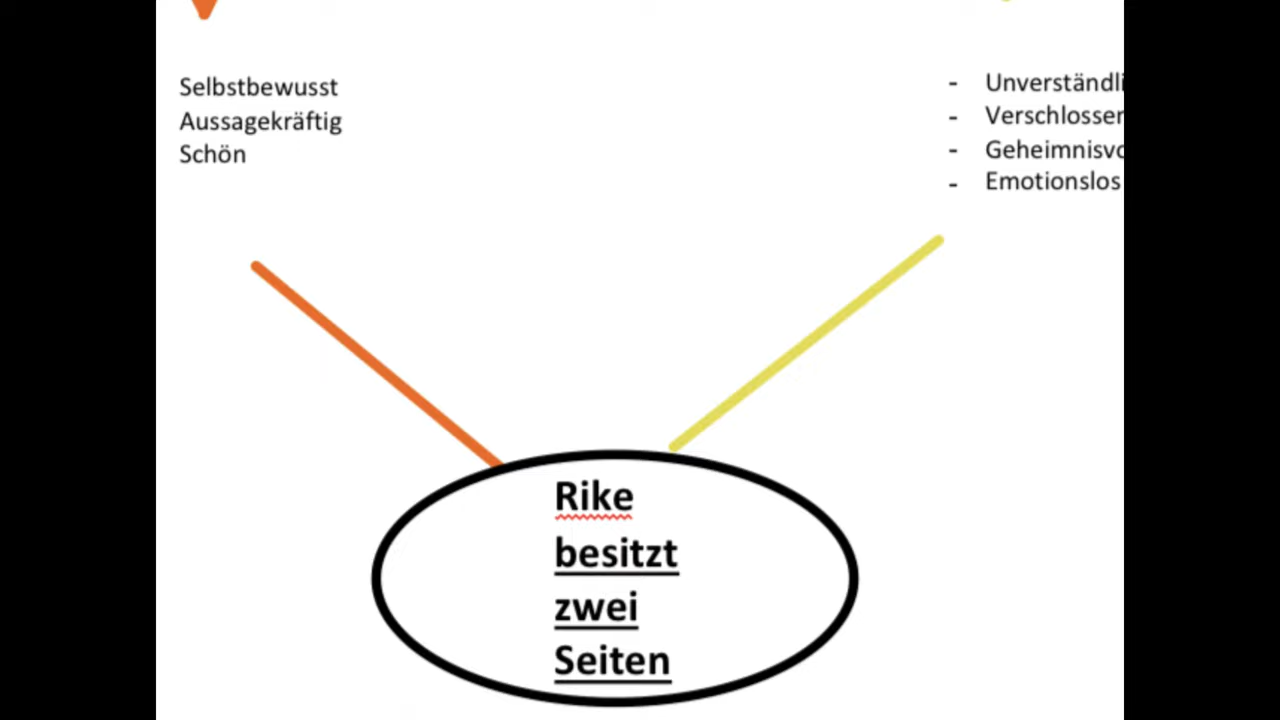 Selbstbewusst
Aussagekräftig
Schön
- Unverständli
- Verschlossen
- Geheimnisvo
- Emotionslos
Rike
besitzt
zwei
Seiten